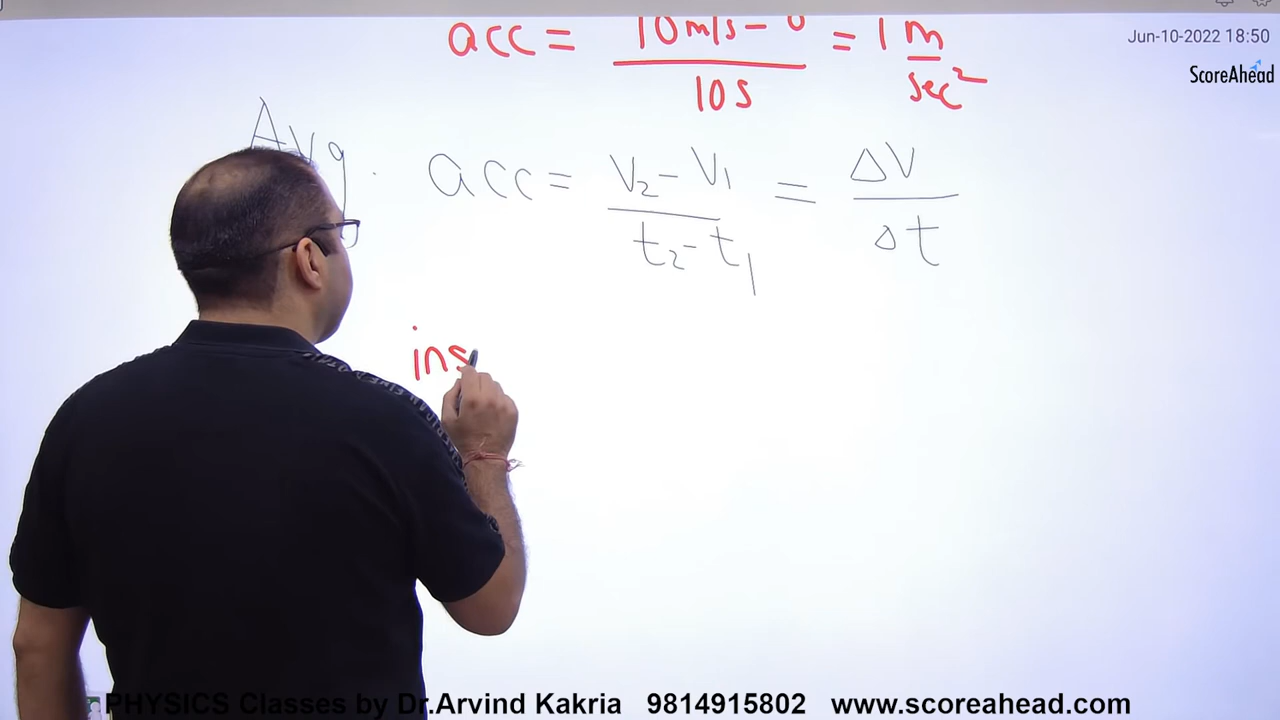 acc = 10m/s - 0 / 10s = 1 m / sec²
Jun-10-2022 18:50
ScoreAhead
Avg. acc = V₂ - V₁ / t₂ - t₁ = ΔV / Δt
ins
PHYSICS Classes by Dr.Arvind Kakria 9814915802 www.scoreahead.com